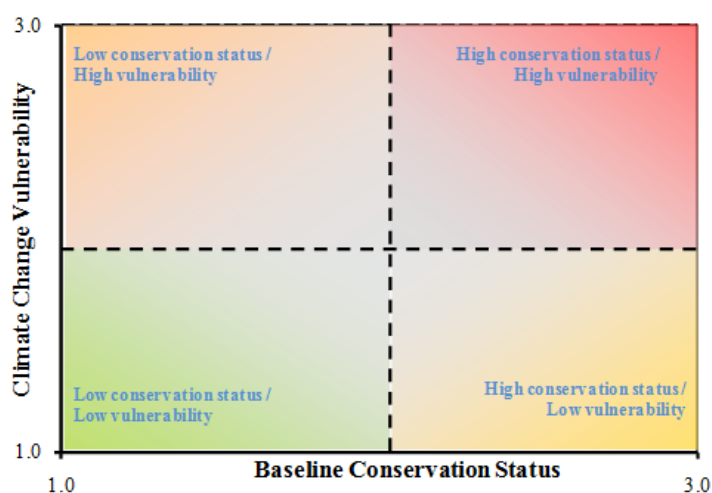 3.0
Low conservation status /
High vulnerability
High conservation status /
High vulnerability
Climate Change Vulnerability
Low conservation status /
Low vulnerability
High conservation status /
Low vulnerability
1.0
Baseline Conservation Status
1.0
3.0